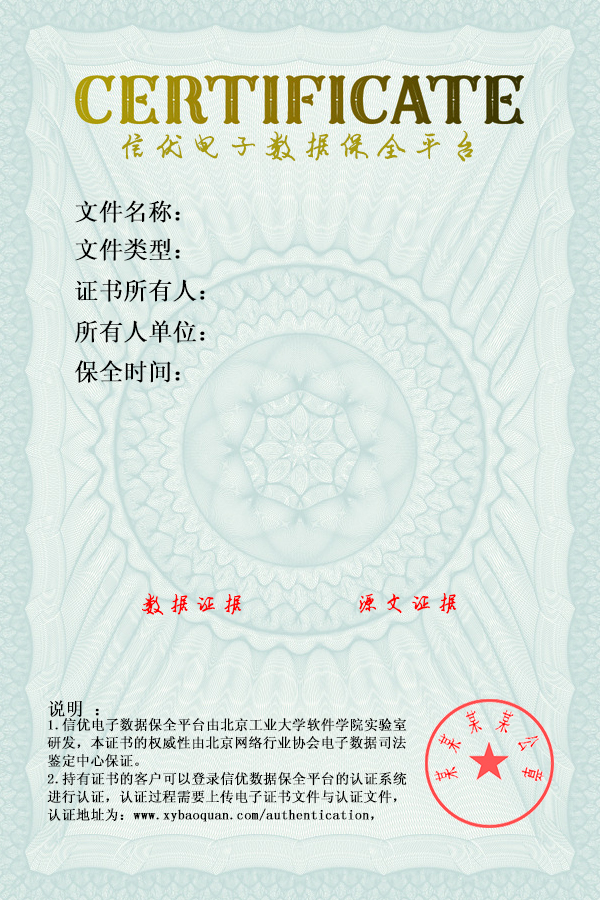 CERTIFICATE
信优电子数据保全平台
文件名称：
文件类型：
证书所有人：
所有人单位：
保全时间：
数据证据
源文证据
说明 ：
1.信优电子数据保全平台由北京工业大学软件学院实验室
研发，本证书的权威性由北京网络行业协会电子数据司法
鉴定中心保证。
2.持有证书的客户可以登录信优数据保全平台的认证系统
进行认证，认证过程需要上传电子证书文件与认证文件，
认证地址为：www.xybaoquan.com/authentication，
某某某某公章